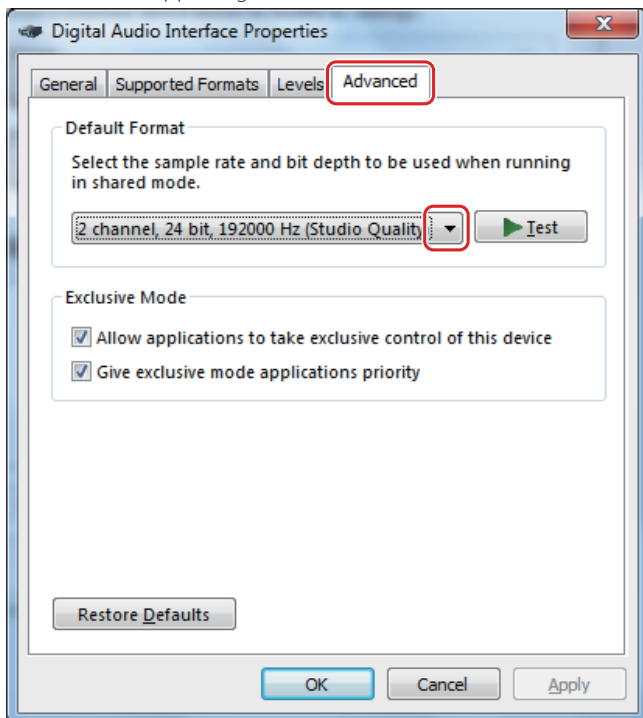 Digital Audio Interface Properties
General Supported Formats Levels Advanced
Default Format
Select the sample rate and bit depth to be used when running
in shared mode.
2 channel, 24 bit, 192000 Hz (Studio Quality Test
Exclusive Mode
Allow applications to take exclusive control of this device
Give exclusive mode applications priority
Restore Defaults
OK Cancel Apply